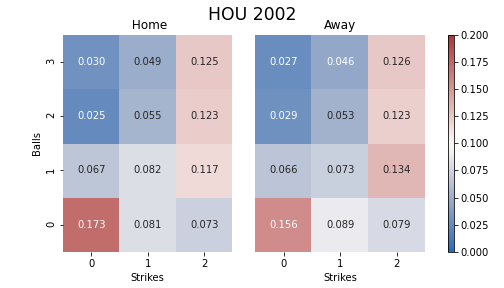 HOU 2002
Home
Away
3 0.030 0.049 0.125 0.027 0.046 0.126
2 0.025 0.055 0.123 0.029 0.053 0.123
1 0.067 0.082 0.117 0.066 0.073 0.134
0 0.173 0.081 0.073 0.156 0.089 0.079
Balls
0 1 2 0 1 2
Strikes Strikes
0.200
0.175
0.150
0.125
0.100
0.075
0.050
0.025
0.000